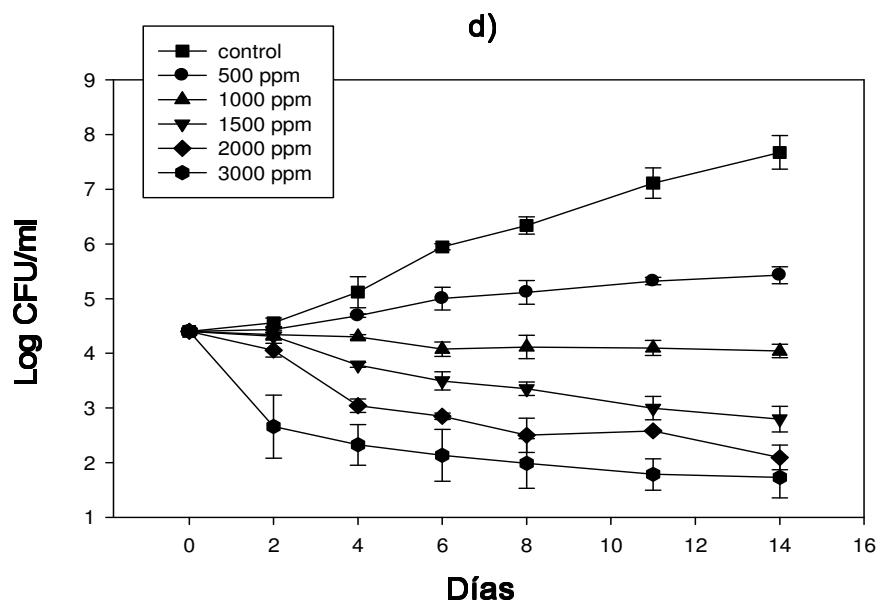 d)
control
500 ppm
1000 ppm
1500 ppm
2000 ppm
3000 ppm
9
8
7
6
5
4
3
2
1
Log CFU/ml
0 2 4 6 8 10 12 14 16
Días